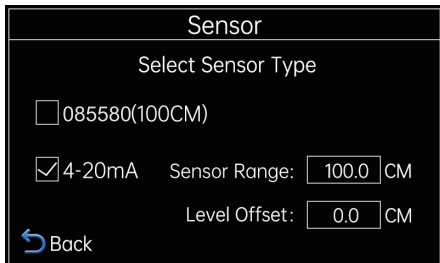 Sensor
Select Sensor Type
085580(100CM)
4-20mA Sensor Range: 100.0 CM
Level Offset: 0.0 CM
Back